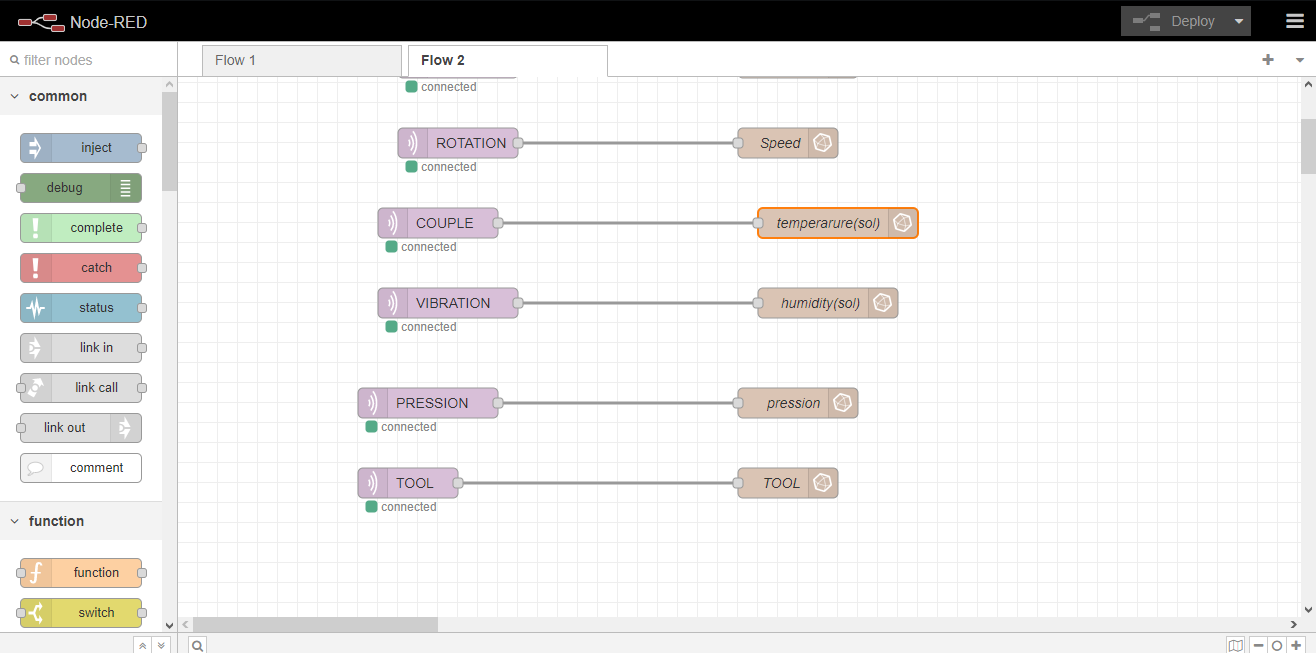 Node-RED
Deploy
filter nodes
Flow 1
Flow 2
common
inject
debug
complete
catch
status
link in
link call
link out
comment
function
function
switch
connected
ROTATION
Speed
connected
COUPLE
temperarure(sol)
connected
VIBRATION
humidity(sol)
connected
PRESSION
pression
connected
TOOL
TOOL
connected